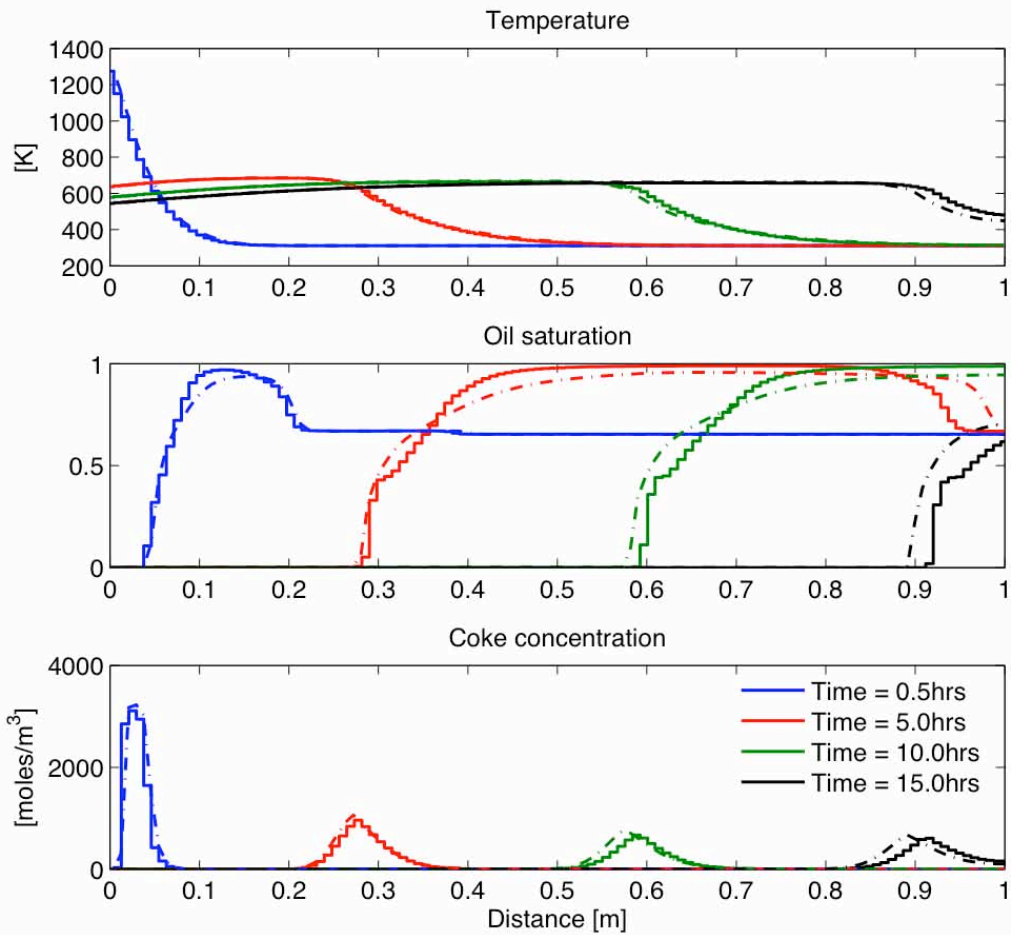 Temperature
1400
1200
1000
800
600
400
200
[K]
0 0.1 0.2 0.3 0.4 0.5 0.6 0.7 0.8 0.9 1
Oil saturation
1
0.5
0
0 0.1 0.2 0.3 0.4 0.5 0.6 0.7 0.8 0.9 1
Coke concentration
4000
2000
0
[moles/m³]
Time = 0.5hrs
Time = 5.0hrs
Time = 10.0hrs
Time = 15.0hrs
0 0.1 0.2 0.3 0.4 0.5 0.6 0.7 0.8 0.9 1
Distance [m]